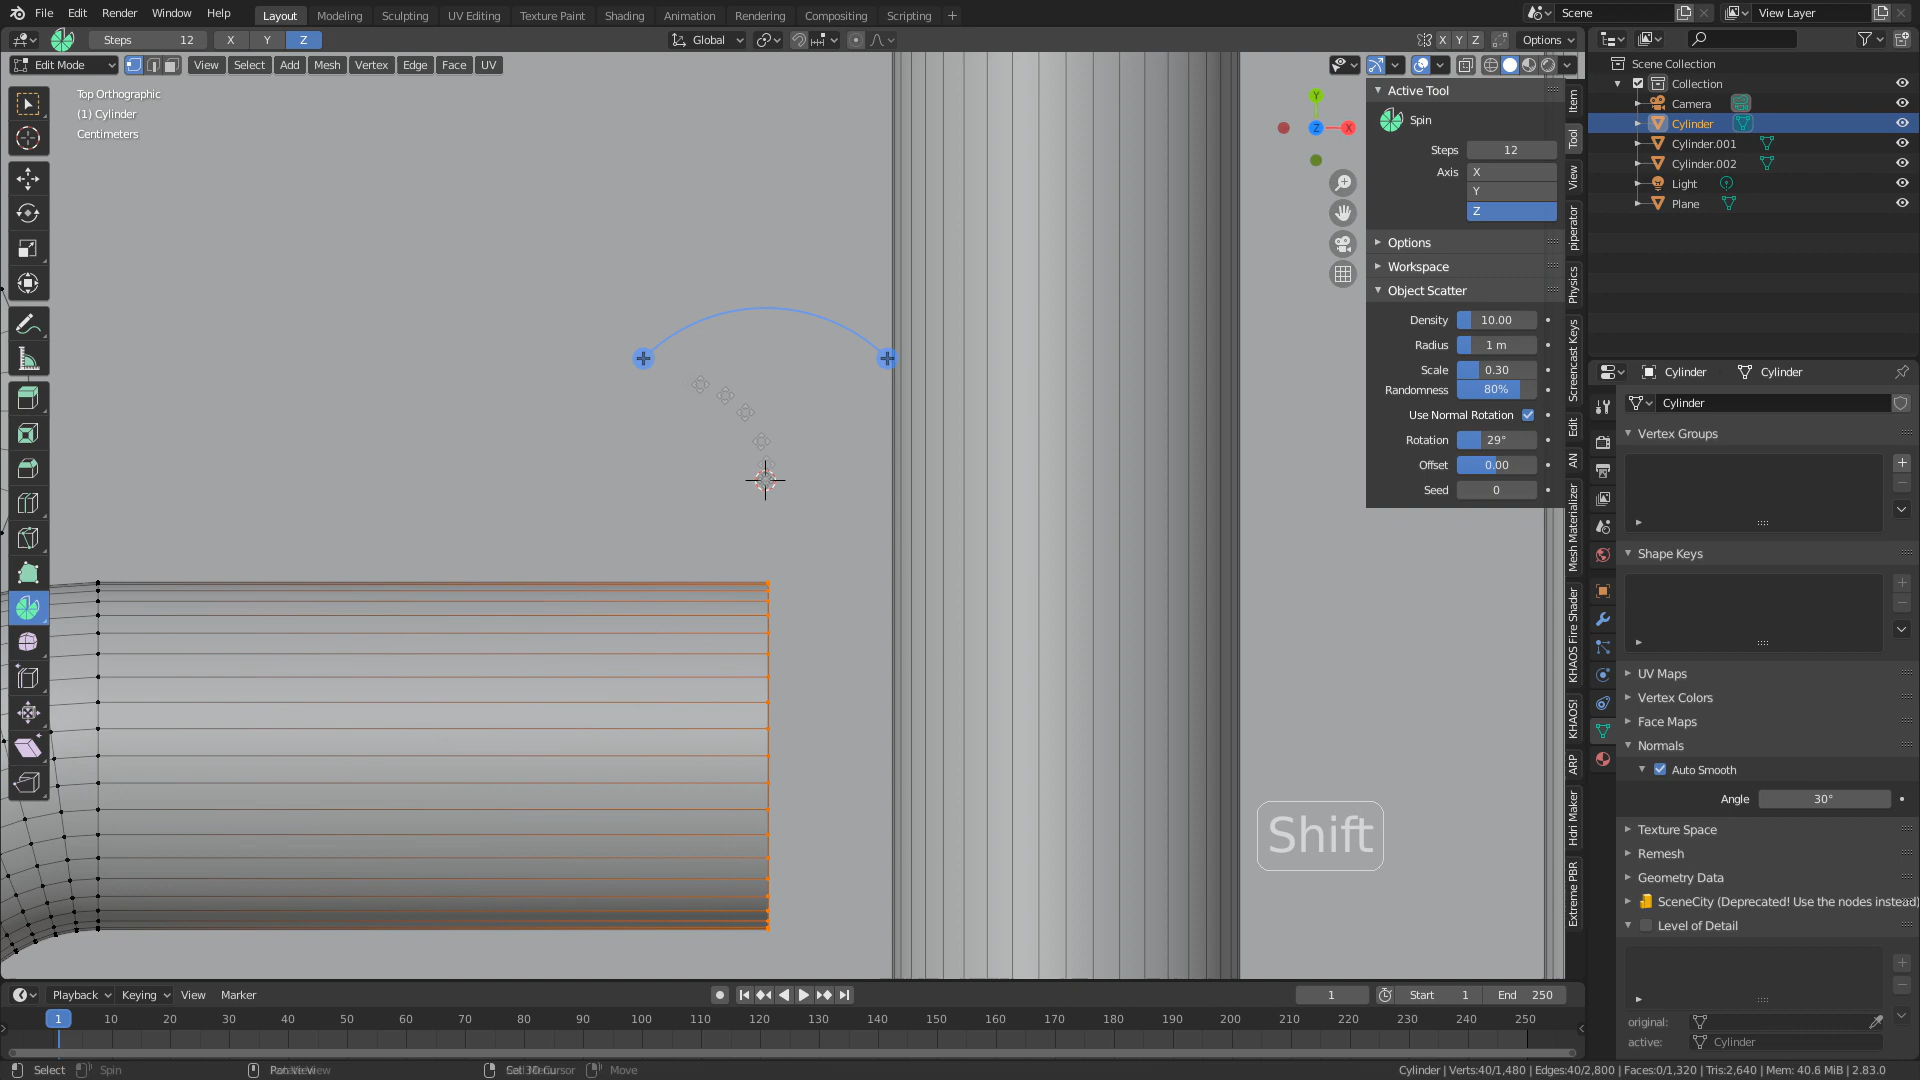 File Edit Render Window Help Layout Modeling Sculpting UV Editing Texture Paint Shading Animation Rendering Compositing Scripting + Scene View Layer
Steps 12 X Y Z Global X Y Z Options
Edit Mode View Select Add Mesh Vertex Edge Face UV
Top Orthographic
(1) Cylinder
Centimeters
Y
Z
X
Active Tool
Spin
Steps 12
Axis X
Y
Z
Options
Workspace
Object Scatter
Density 10.00
Radius 1 m
Scale 0.30
Randomness 80%
Use Normal Rotation
Rotation 29°
Offset 0.00
Seed 0
Item
Tool
View
piperator
Physics
Screencast Keys
Edit
AN
Mesh Materializer
KHAOS Fire Shader
KHAOS!
ARP
Hdri Maker
Extreme PBR
Shift
Scene Collection
Collection
Camera
Cylinder
Cylinder.001
Cylinder.002
Light
Plane
Cylinder Cylinder
Cylinder
Vertex Groups
Shape Keys
UV Maps
Vertex Colors
Face Maps
Normals
Auto Smooth
Angle 30°
Texture Space
Remesh
Geometry Data
SceneCity (Deprecated! Use the nodes instead)
Level of Detail
original:
active: Cylinder
Playback Keying View Marker 1 Start 1 End 250
1 10 20 30 40 50 60 70 80 90 100 110 120 130 140 150 160 170 180 190 200 210 220 230 240 250
Select Spin Move
Cylinder | Verts:40/1,480 | Edges:40/2,800 | Faces:0/1,320 | Tris:2,640 | Mem: 40.6 MiB | 2.83.0